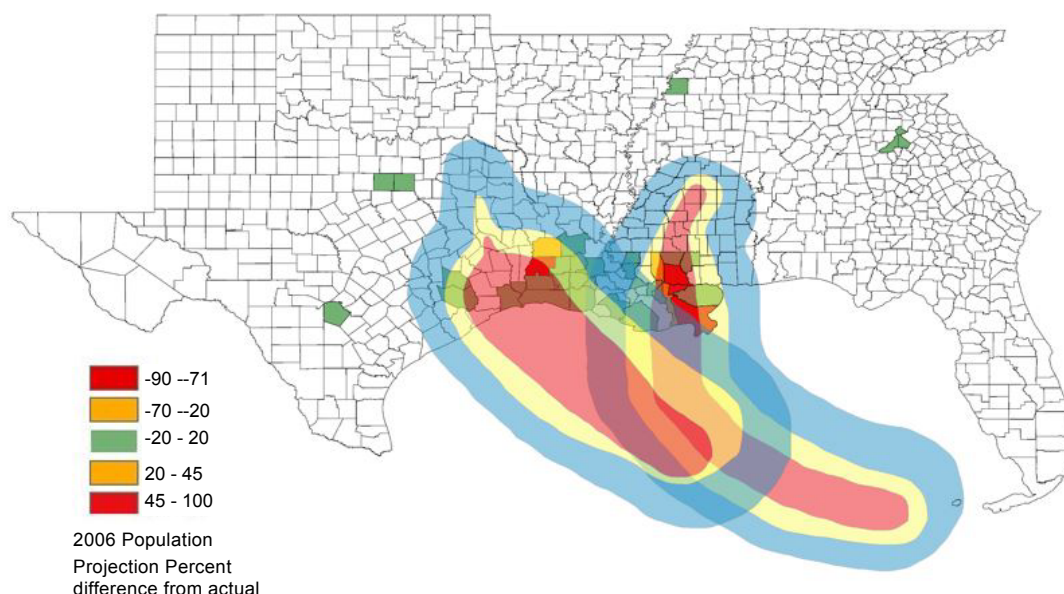 -90 --71
-70 --20
-20 - 20
20 - 45
45 - 100
2006 Population
Projection Percent
difference from actual